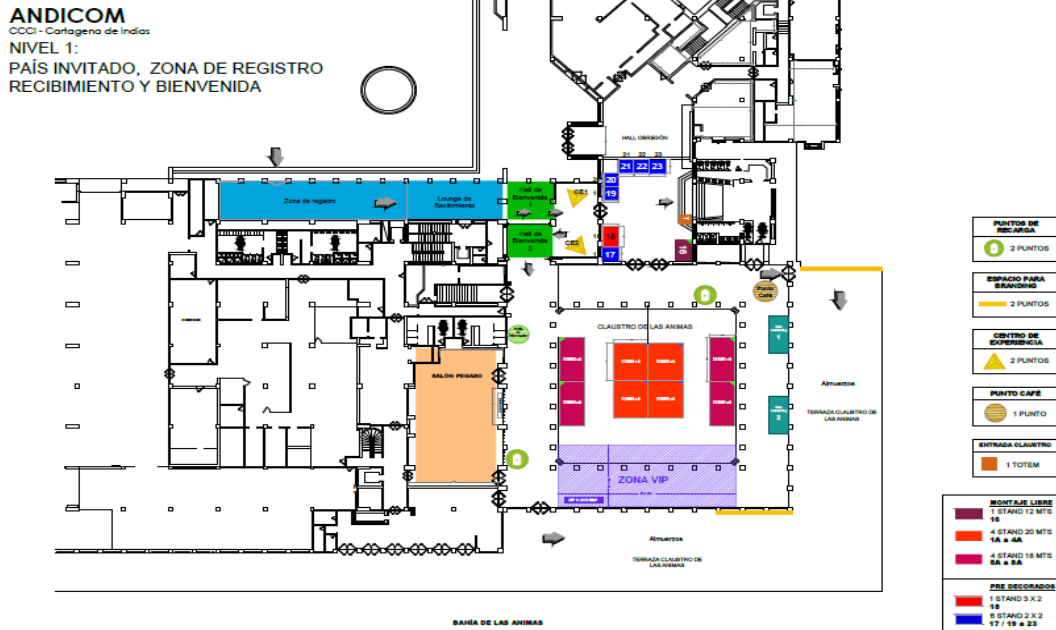 ANDICOM
CCCI - Cartagena de Indias
NIVEL 1:
PAÍS INVITADO, ZONA DE REGISTRO
RECIBIMIENTO Y BIENVENIDA
HALL OBREGÓN
21 22 23
21 22 23
20
19
18
17
16
Zona de registro
Lounge de
Recibimiento
Hall de
Bienvenida
1
Hall de
Bienvenida
2
CE1
CE2
Punto
Café
CLAUSTRO DE LAS ANIMAS
1
2
SALÓN PEGASO
ZONA VIP
Almuerzos
TERRAZA CLAUSTRO DE
LAS ANIMAS
Almuerzos
TERRAZA CLAUSTRO DE
LAS ANIMAS
BAHÍA DE LAS ANIMAS
PUNTOS DE
RECARGA
2 PUNTOS
ESPACIO PARA
BRANDING
2 PUNTOS
CENTRO DE
EXPERIENCIA
2 PUNTOS
PUNTO CAFÉ
1 PUNTO
ENTRADA CLAUSTRO
1 TOTEM
MONTAJE LIBRE
1 STAND 12 MTS
16
4 STAND 20 MTS
1A a 4A
4 STAND 18 MTS
5A a 8A
PRE DECORADOS
1 STAND 3 X 2
18
6 STAND 2 X 2
17 / 19 a 23